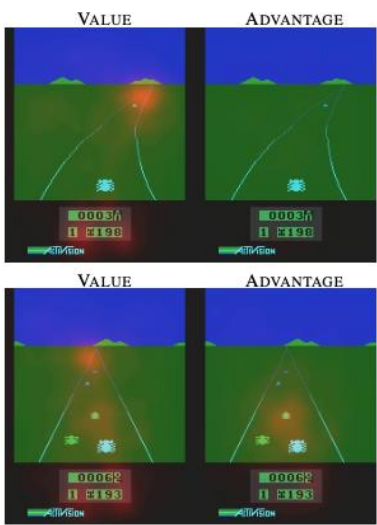 VALUE ADVANTAGE
0003 0003
1 198 1 198
ACTIVISION ACTIVISION
VALUE ADVANTAGE
0006 0006
1 193 1 193
ACTIVISION ACTIVISION